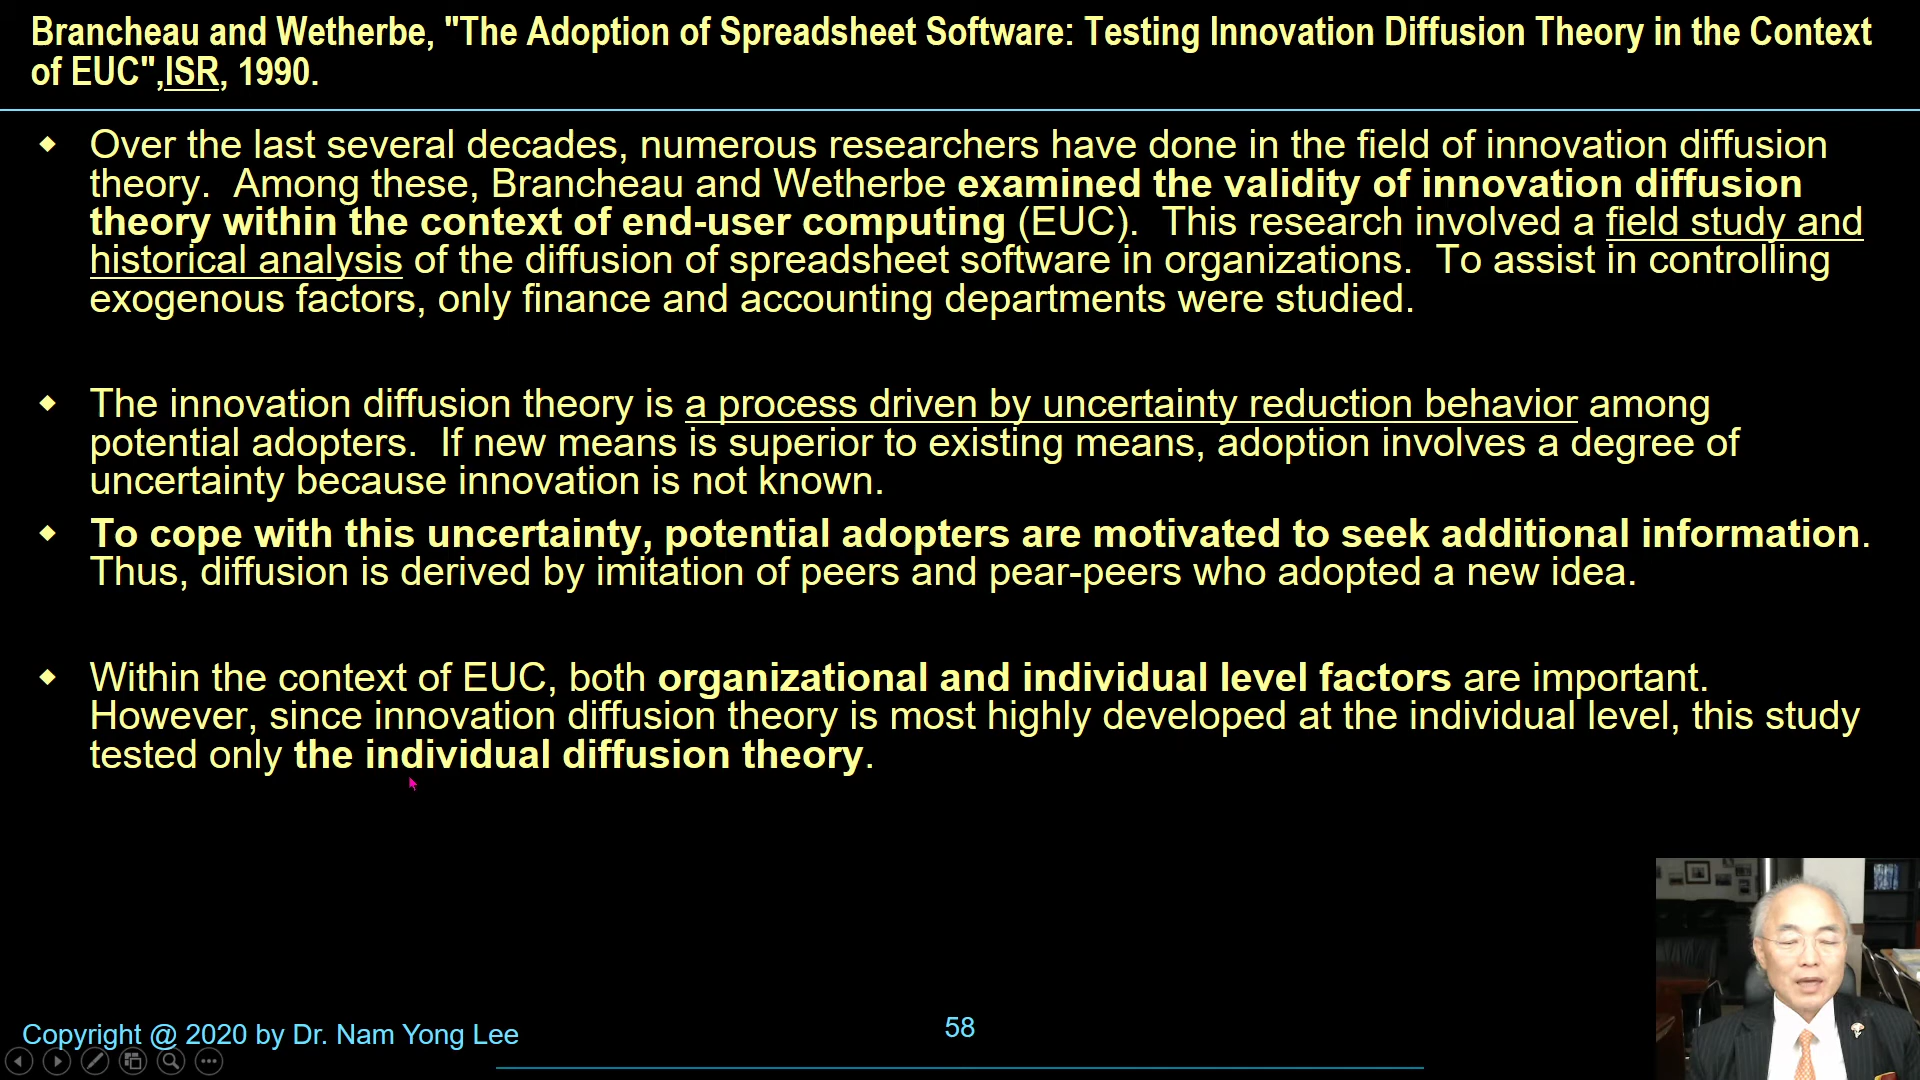 Brancheau and Wetherbe, "The Adoption of Spreadsheet Software: Testing Innovation Diffusion Theory in the Context
of EUC",ISR, 1990.
Over the last several decades, numerous researchers have done in the field of innovation diffusion
theory.  Among these, Brancheau and Wetherbe examined the validity of innovation diffusion
theory within the context of end-user computing (EUC).  This research involved a field study and
historical analysis of the diffusion of spreadsheet software in organizations.  To assist in controlling
exogenous factors, only finance and accounting departments were studied.
The innovation diffusion theory is a process driven by uncertainty reduction behavior among
potential adopters.  If new means is superior to existing means, adoption involves a degree of
uncertainty because innovation is not known.
To cope with this uncertainty, potential adopters are motivated to seek additional information.
Thus, diffusion is derived by imitation of peers and pear-peers who adopted a new idea.
Within the context of EUC, both organizational and individual level factors are important.
However, since innovation diffusion theory is most highly developed at the individual level, this study
tested only the individual diffusion theory.
Copyright @ 2020 by Dr. Nam Yong Lee
58